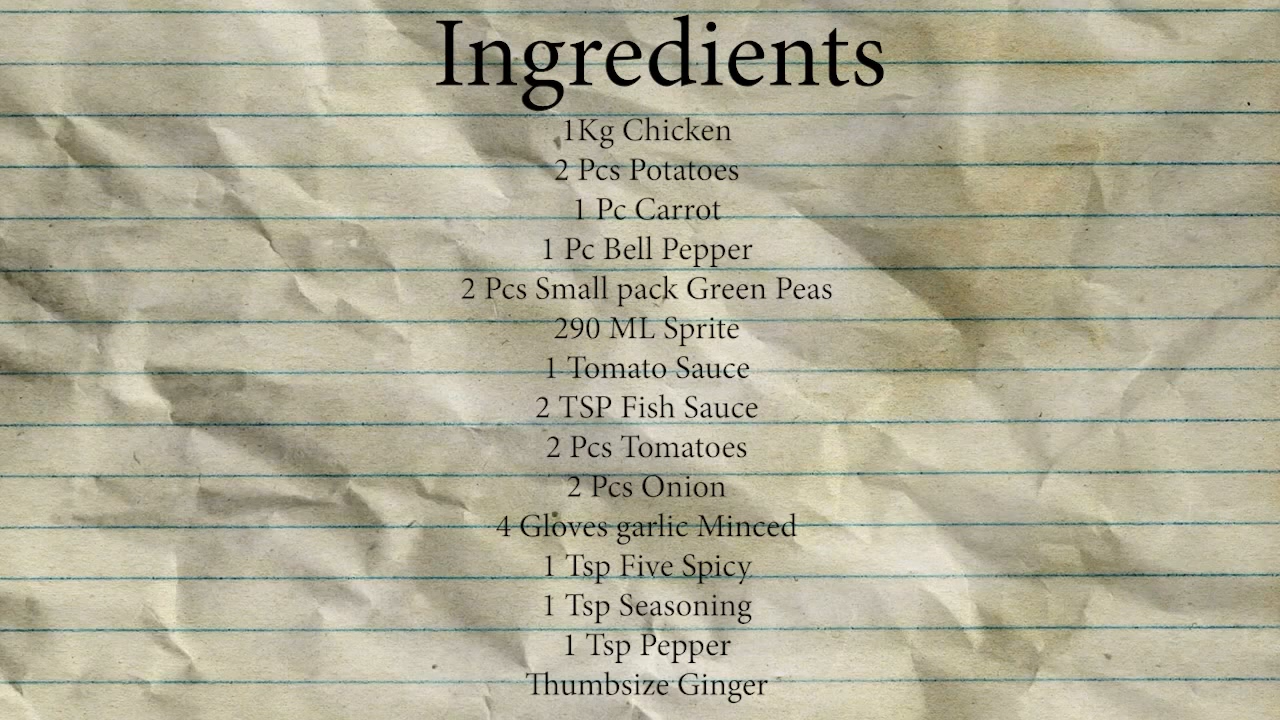 Ingredients
1Kg Chicken
2 Pcs Potatoes
1 Pc Carrot
1 Pc Bell Pepper
2 Pcs Small pack Green Peas
290 ML Sprite
1 Tomato Sauce
2 TSP Fish Sauce
2 Pcs Tomatoes
2 Pcs Onion
4 Gloves garlic Minced
1 Tsp Five Spicy
1 Tsp Seasoning
1 Tsp Pepper
Thumbsize Ginger